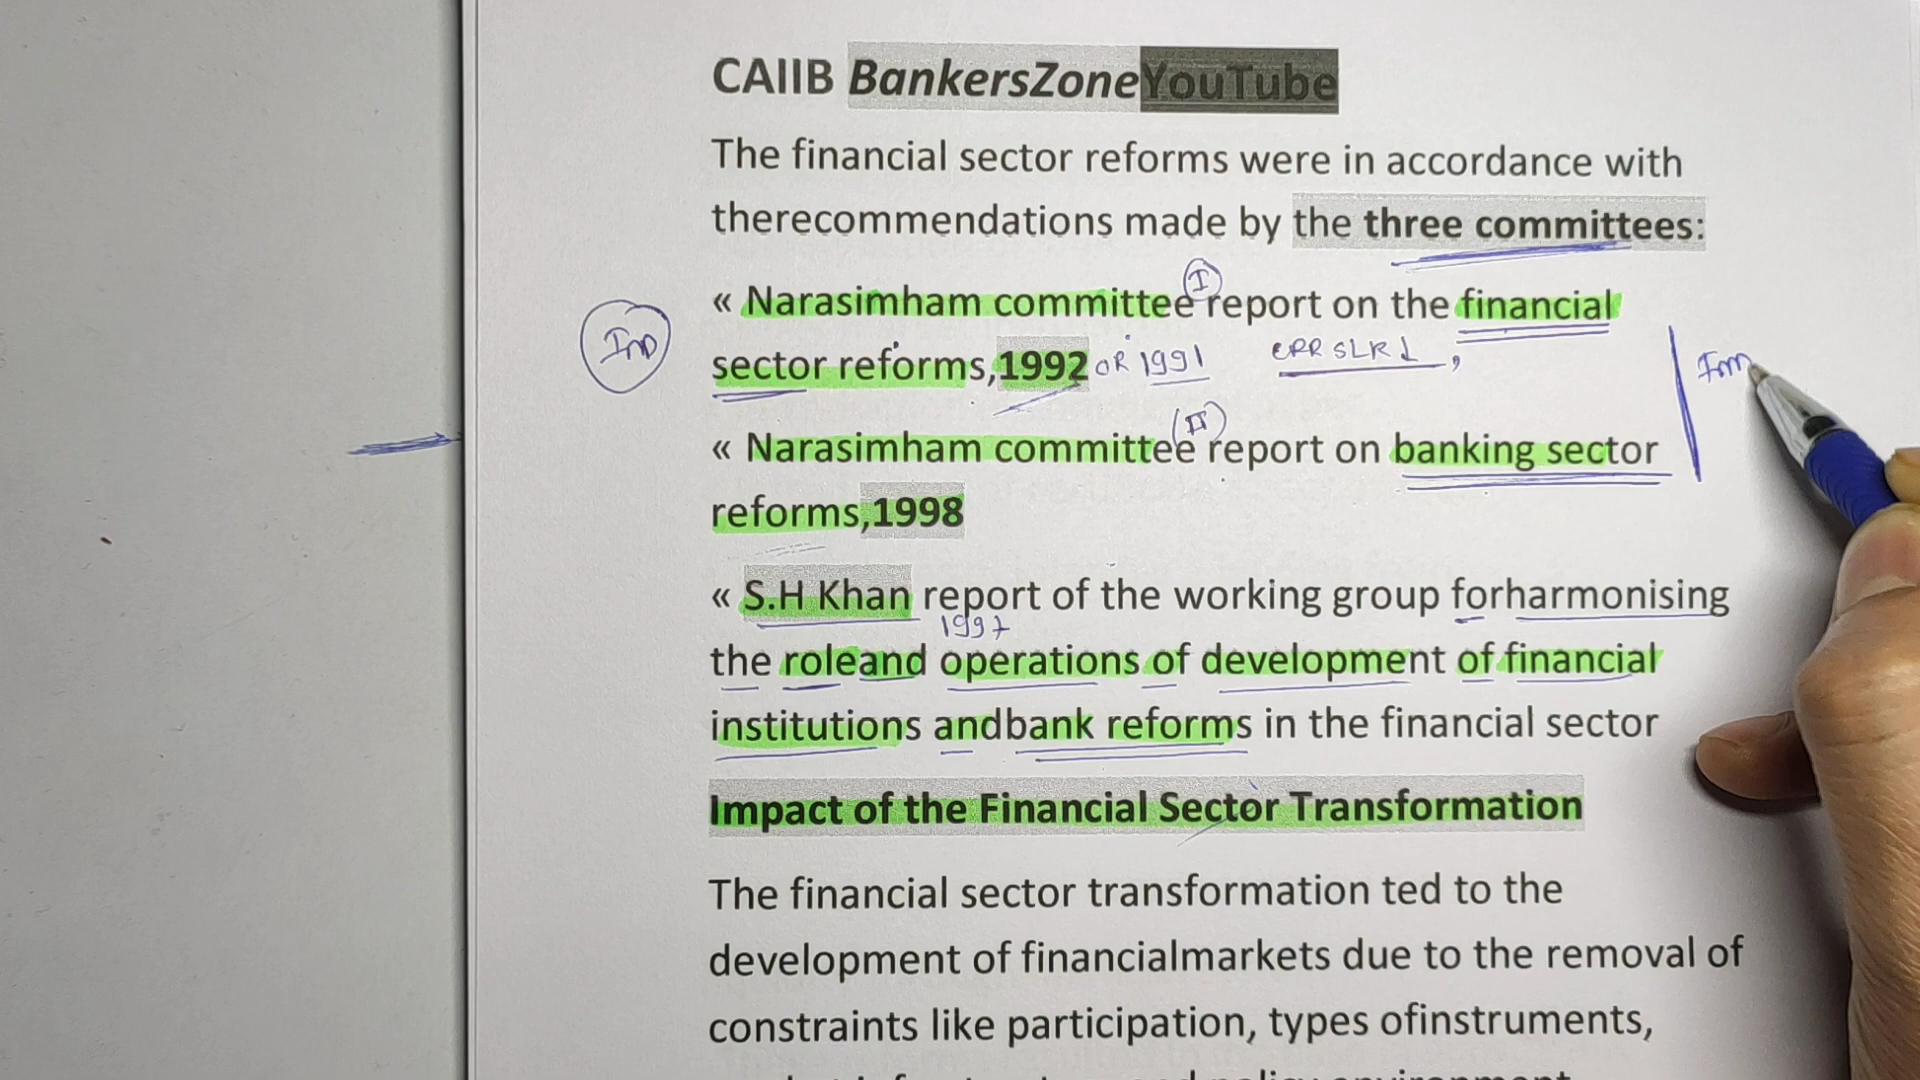 CAIIB BankersZoneYouTube
The financial sector reforms were in accordance with
therecommendations made by the three committees:
I
« Narasimham committee report on the financial
sector reforms,1992 OR 1991 CRR SLR ↓,
Imp
Im
II
« Narasimham committee report on banking sector
reforms,1998
« S.H Khan report of the working group forharmonising
1997
the roleand operations of development of financial
institutions andbank reforms in the financial sector
Impact of the Financial Sector Transformation
The financial sector transformation ted to the
development of financialmarkets due to the removal of
constraints like participation, types ofinstruments,